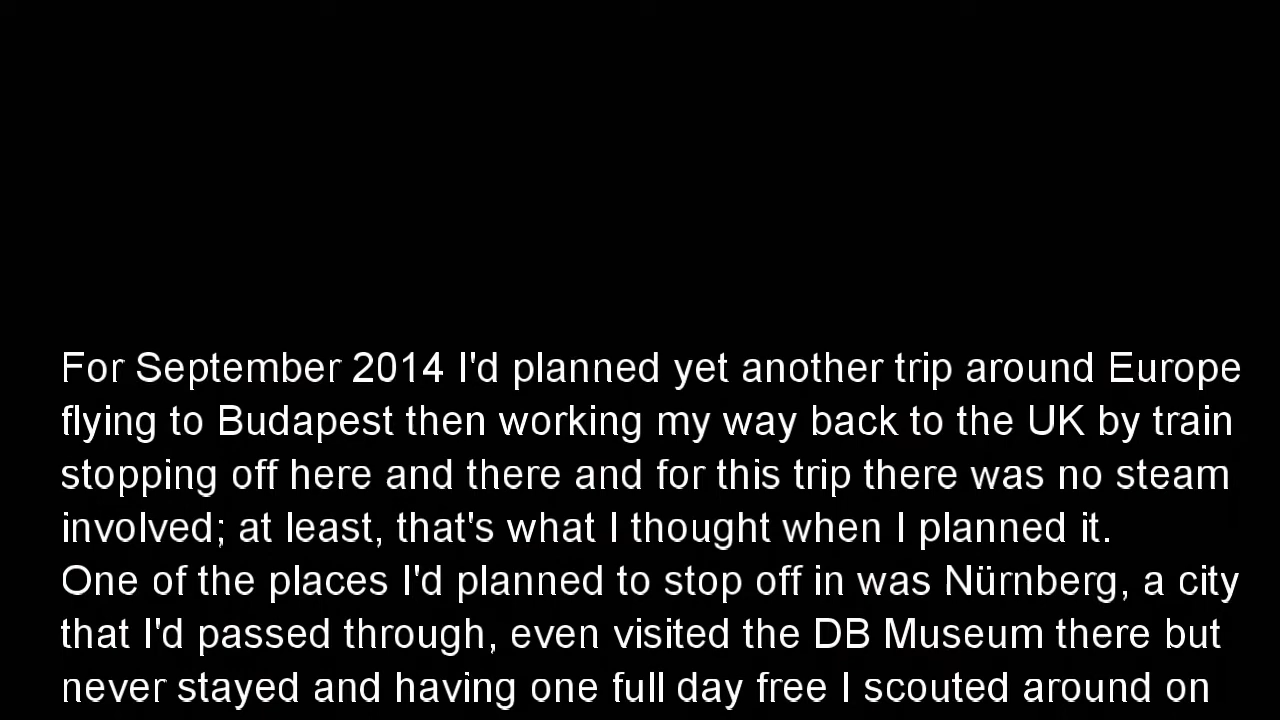 For September 2014 I'd planned yet another trip around Europe
flying to Budapest then working my way back to the UK by train
stopping off here and there and for this trip there was no steam
involved; at least, that's what I thought when I planned it.
One of the places I'd planned to stop off in was Nürnberg, a city
that I'd passed through, even visited the DB Museum there but
never stayed and having one full day free I scouted around on